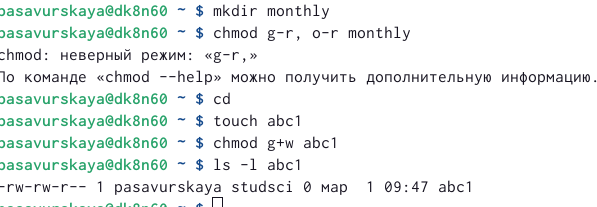 pasavurskaya@dk8n60 ~ $ mkdir monthly
pasavurskaya@dk8n60 ~ $ chmod g-r, o-r monthly
chmod: неверный режим: «g-r,»
По команде «chmod --help» можно получить дополнительную информацию.
pasavurskaya@dk8n60 ~ $ cd
pasavurskaya@dk8n60 ~ $ touch abc1
pasavurskaya@dk8n60 ~ $ chmod g+w abc1
pasavurskaya@dk8n60 ~ $ ls -l abc1
-rw-rw-r-- 1 pasavurskaya studsci 0 мар  1 09:47 abc1
pasavurskaya@dk8n60 ~ $